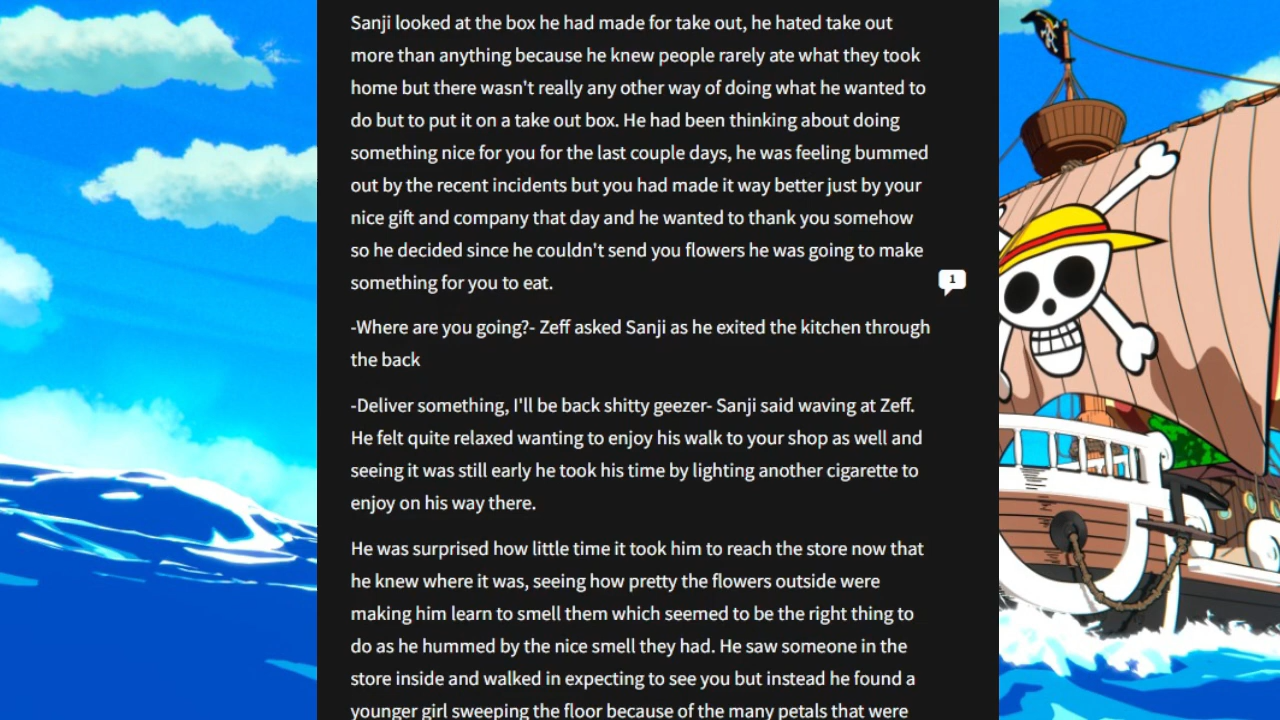 Sanji looked at the box he had made for take out, he hated take out
more than anything because he knew people rarely ate what they took
home but there wasn't really any other way of doing what he wanted to
do but to put it on a take out box. He had been thinking about doing
something nice for you for the last couple days, he was feeling bummed
out by the recent incidents but you had made it way better just by your
nice gift and company that day and he wanted to thank you somehow
so he decided since he couldn't send you flowers he was going to make
something for you to eat.
1
-Where are you going?- Zeff asked Sanji as he exited the kitchen through
the back
-Deliver something, I'll be back shitty geezer- Sanji said waving at Zeff.
He felt quite relaxed wanting to enjoy his walk to your shop as well and
seeing it was still early he took his time by lighting another cigarette to
enjoy on his way there.
He was surprised how little time it took him to reach the store now that
he knew where it was, seeing how pretty the flowers outside were
making him learn to smell them which seemed to be the right thing to
do as he hummed by the nice smell they had. He saw someone in the
store inside and walked in expecting to see you but instead he found a
younger girl sweeping the floor because of the many petals that were